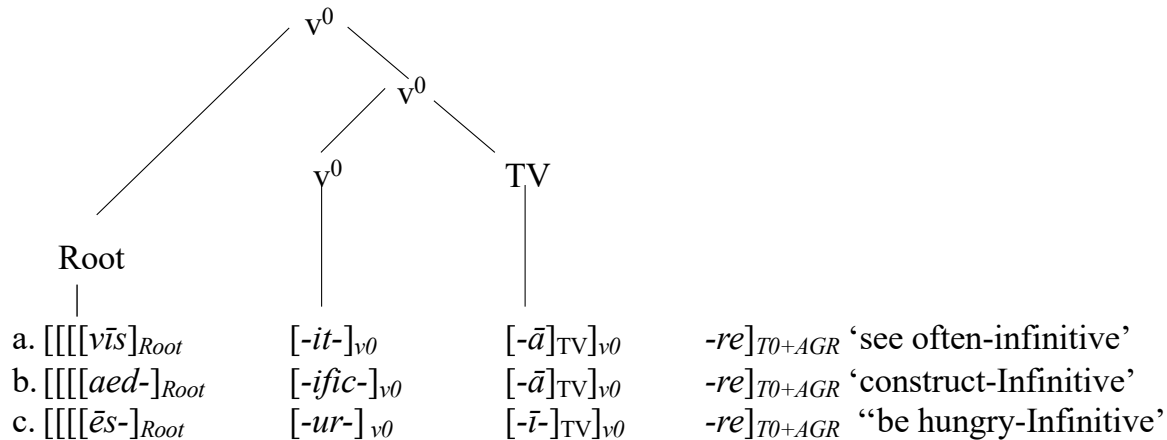 v⁰
v⁰
v⁰ TV
Root
a. [[[[vīs]Root [-it-]v0 [-ā]TV]v0 -re]T0+AGR ‘see often-infinitive’
b. [[[[aed-]Root [-ific-]v0 [-ā]TV]v0 -re]T0+AGR ‘construct-Infinitive’
c. [[[[ēs-]Root [-ur-] v0 [-ī-]TV]v0 -re]T0+AGR ‘‘be hungry-Infinitive’